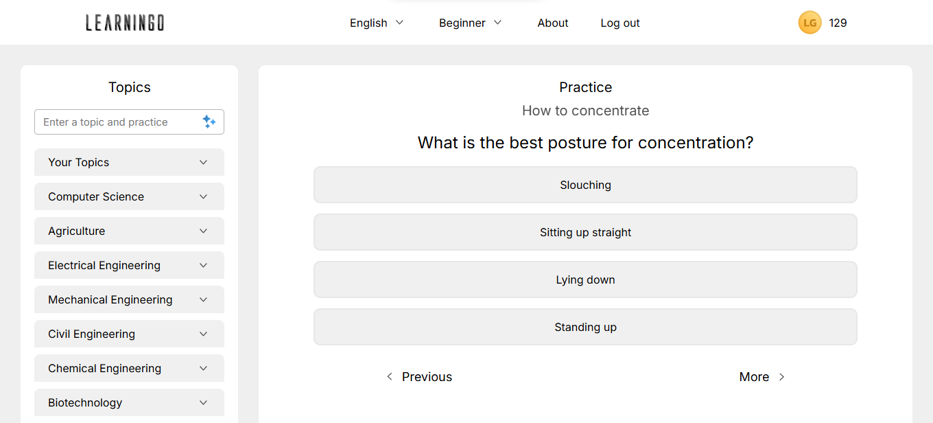 LEARNINGO
English
Beginner
About
Log out
LG
129
Topics
Enter a topic and practice
Your Topics
Computer Science
Agriculture
Electrical Engineering
Mechanical Engineering
Civil Engineering
Chemical Engineering
Biotechnology
Practice
How to concentrate
What is the best posture for concentration?
Slouching
Sitting up straight
Lying down
Standing up
Previous
More